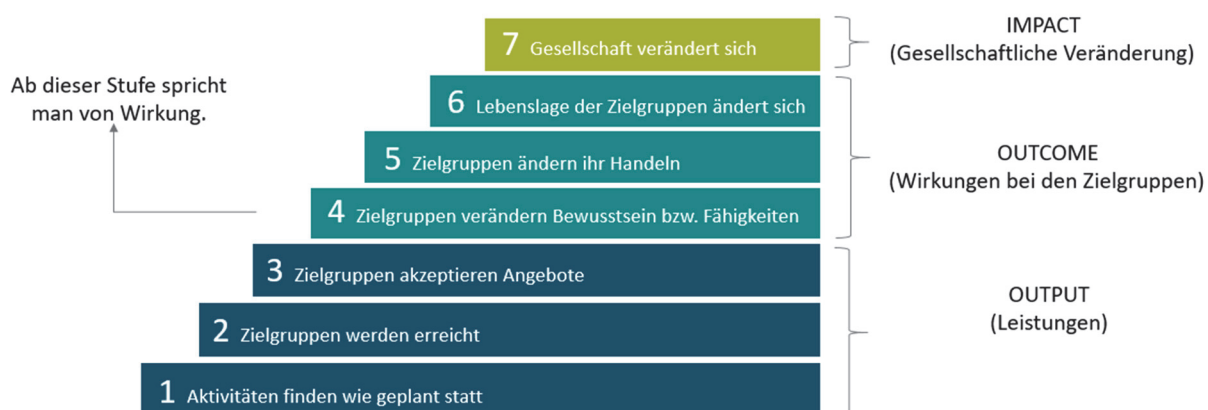 7 Gesellschaft verändert sich
IMPACT
(Gesellschaftliche Veränderung)
Ab dieser Stufe spricht
man von Wirkung.
6 Lebenslage der Zielgruppen ändert sich
5 Zielgruppen ändern ihr Handeln
4 Zielgruppen verändern Bewusstsein bzw. Fähigkeiten
OUTCOME
(Wirkungen bei den Zielgruppen)
3 Zielgruppen akzeptieren Angebote
2 Zielgruppen werden erreicht
1 Aktivitäten finden wie geplant statt
OUTPUT
(Leistungen)